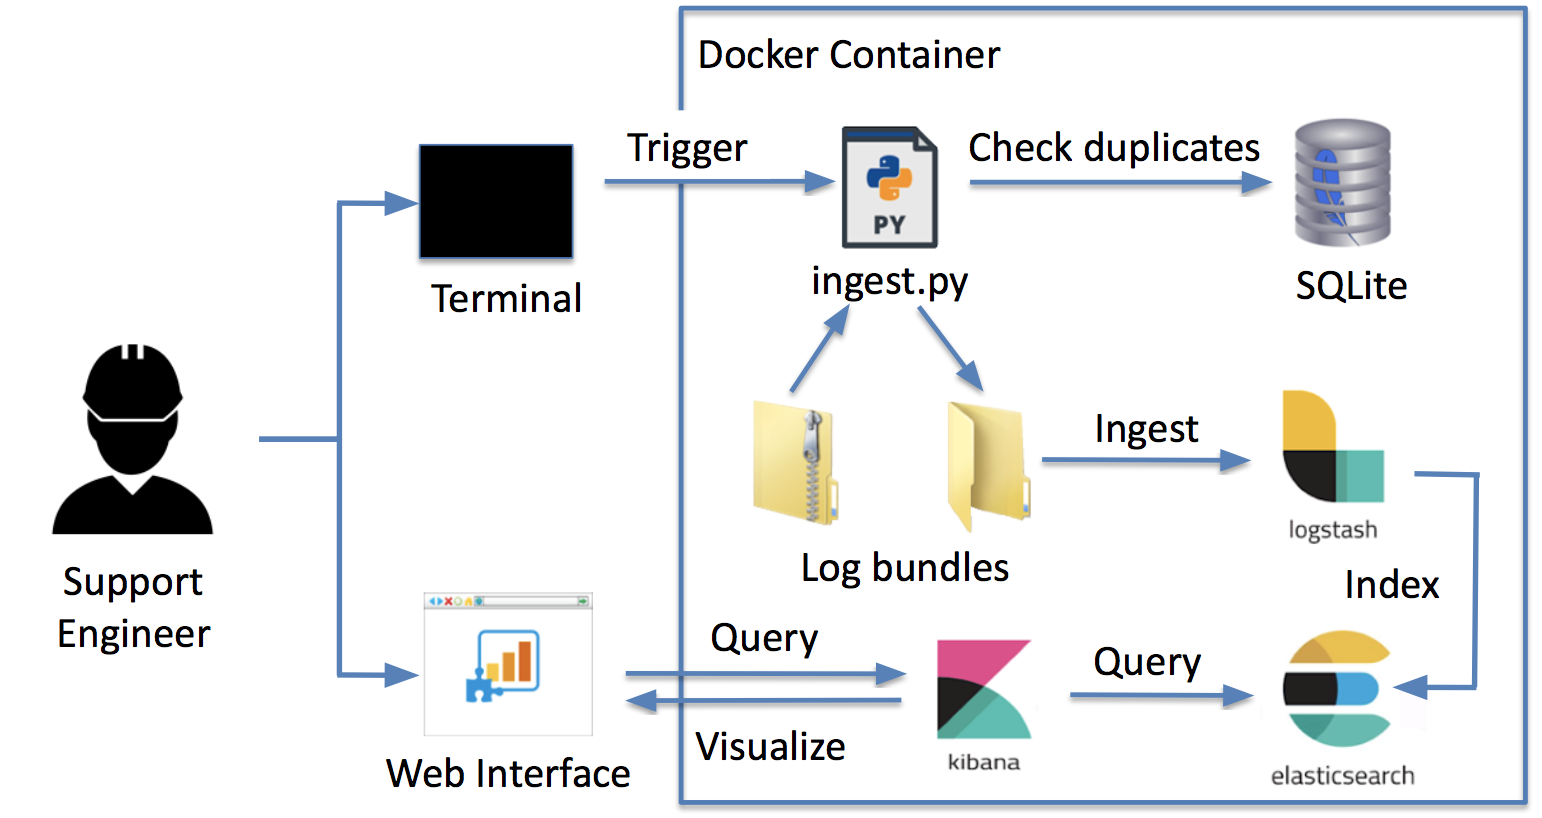 Docker Container
Trigger
Check duplicates
PY
Terminal
ingest.py
SQLite
Ingest
logstash
Log bundles
Support
Engineer
Index
Query
Query
Visualize
Web Interface
kibana
elasticsearch